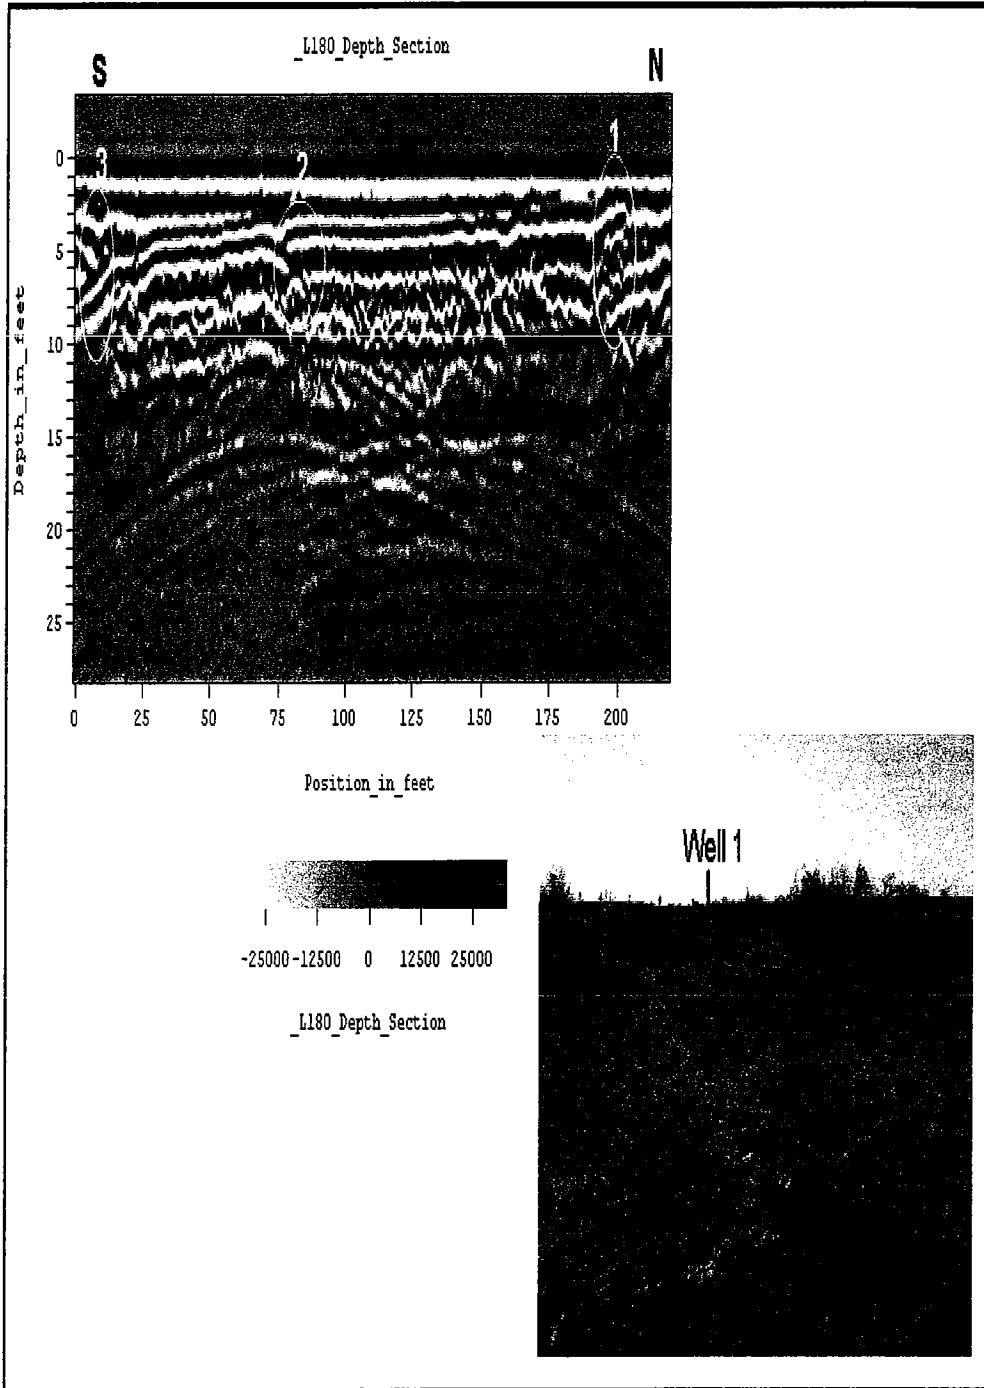 _L180_Depth_Section
S N
3 2 1
Depth_in_feet
0
5
10
15
20
25
0 25 50 75 100 125 150 175 200
Position_in_feet
-25000 -12500 0 12500 25000
_L180_Depth_Section
Well 1